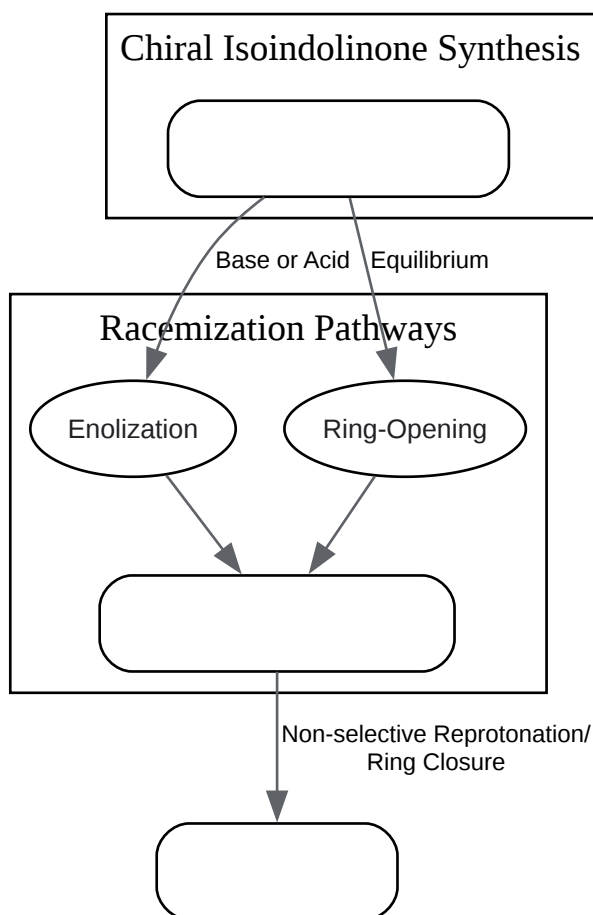 Chiral Isoindolinone Synthesis
Base or Acid
Equilibrium
Racemization Pathways
Enolization
Ring-Opening
Non-selective Reprotonation/
Ring Closure